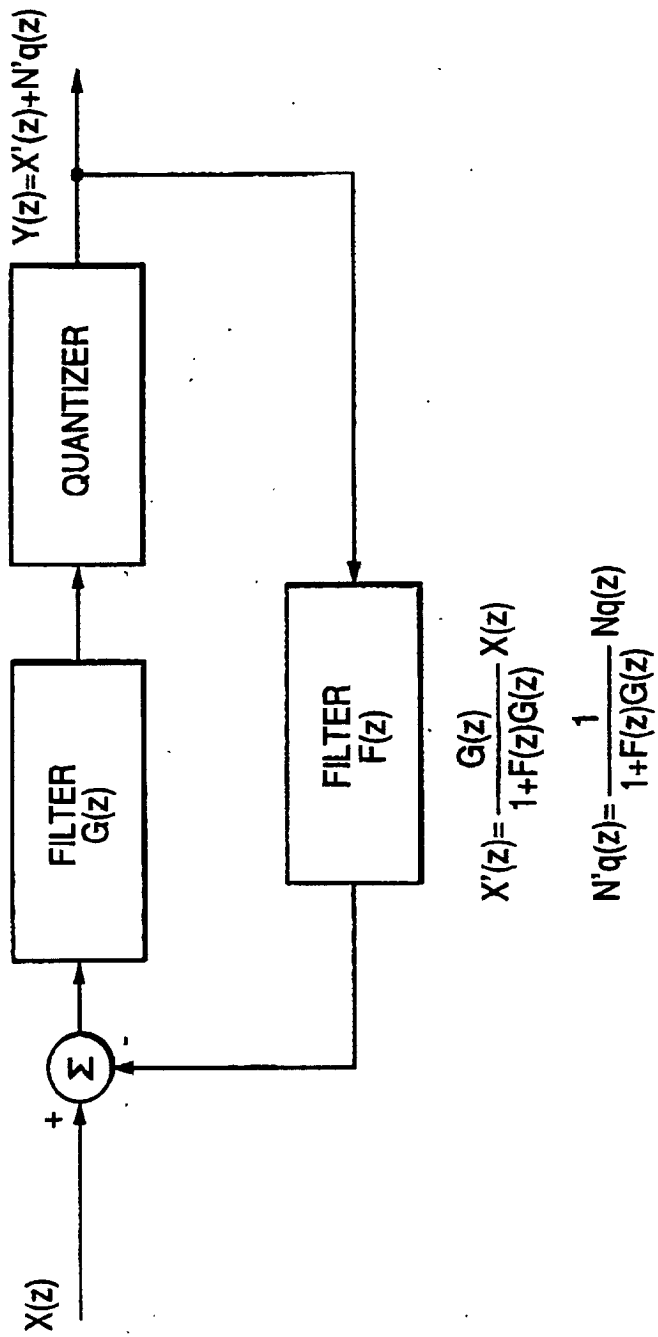 X(z)
+
Σ
-
FILTER
G(z)
QUANTIZER
Y(z)=X'(z)+N'q(z)
FILTER
F(z)
X'(z)= G(z) / 1+F(z)G(z) X(z)
N'q(z)= 1 / 1+F(z)G(z) Nq(z)